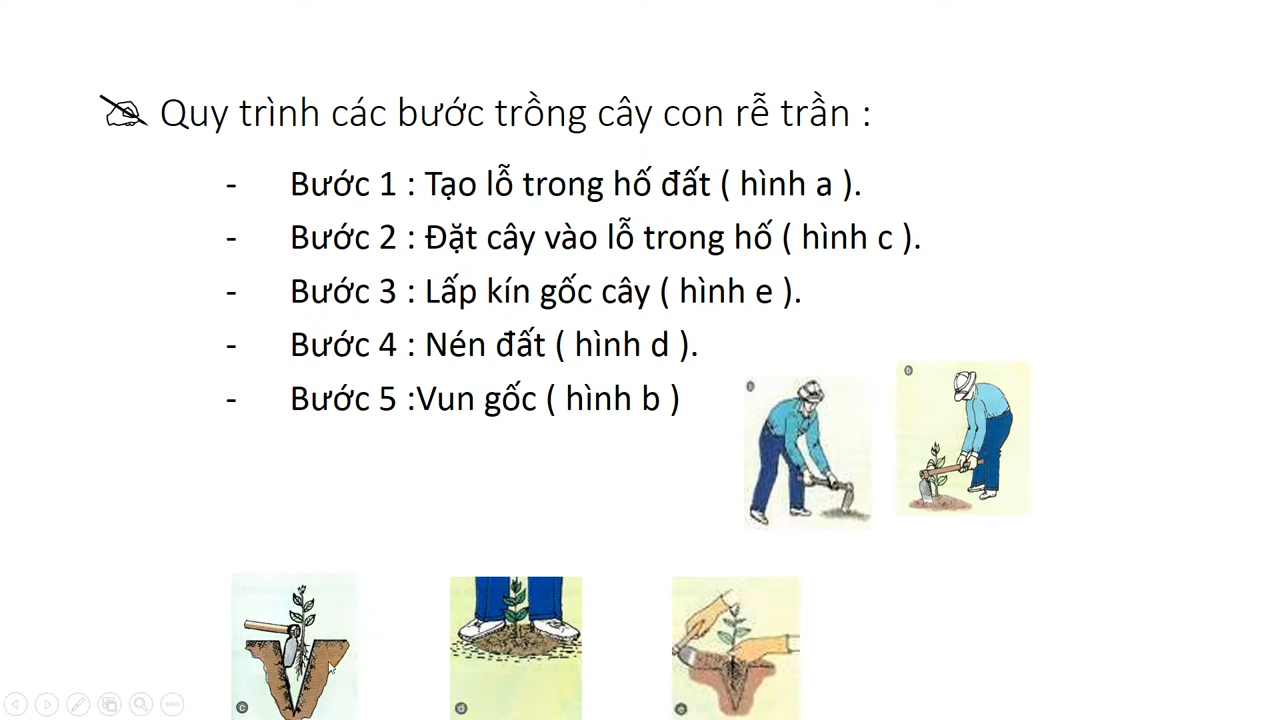 Quy trình các bước trồng cây con rễ trần :
- Bước 1 : Tạo lỗ trong hố đất ( hình a ).
- Bước 2 : Đặt cây vào lỗ trong hố ( hình c ).
- Bước 3 : Lấp kín gốc cây ( hình e ).
- Bước 4 : Nén đất ( hình d ).
- Bước 5 :Vun gốc ( hình b )
b
c
d
e